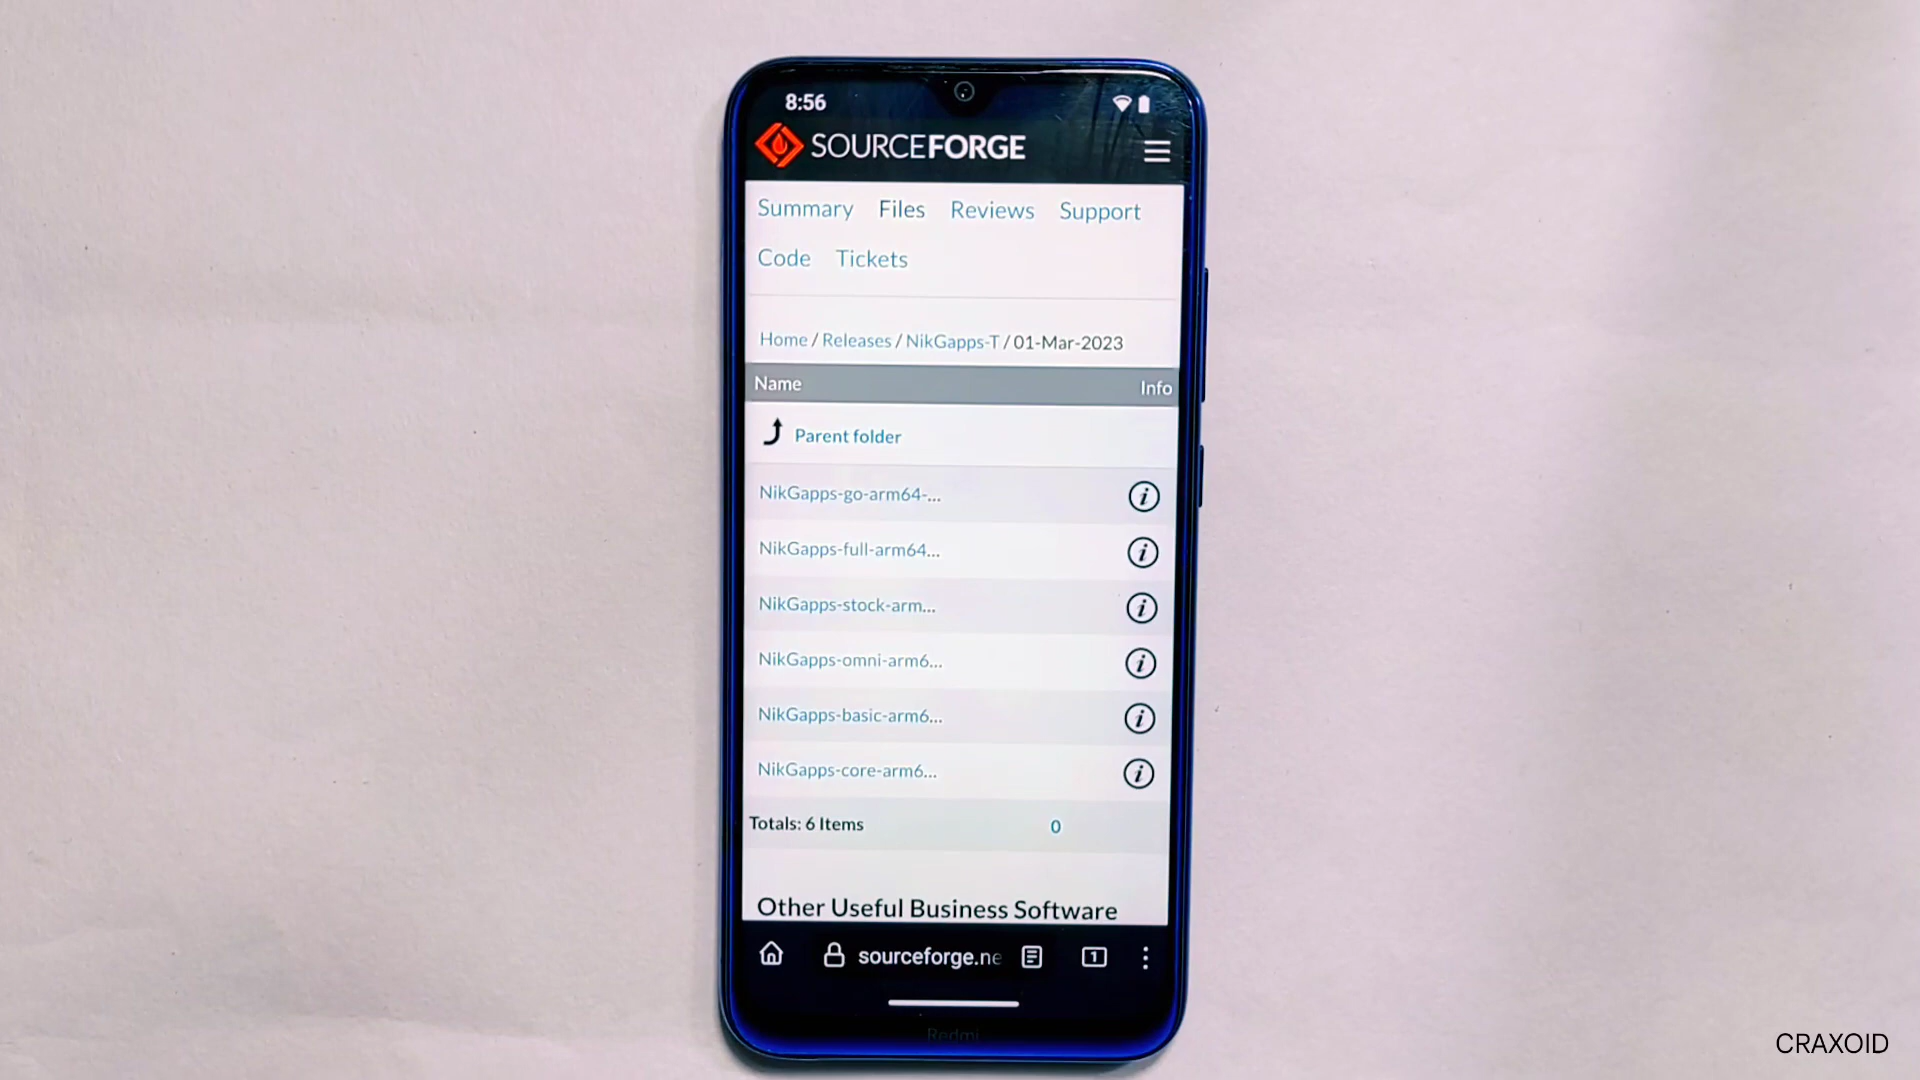 8:56
SOURCEFORGE
Summary Files Reviews Support
Code Tickets
Home / Releases / NikGapps-T / 01-Mar-2023
Name Info
Parent folder
NikGapps-go-arm64-...
NikGapps-full-arm64...
NikGapps-stock-arm...
NikGapps-omni-arm6...
NikGapps-basic-arm6...
NikGapps-core-arm6...
Totals: 6 Items 0
Other Useful Business Software
sourceforge.ne 1
Redmi
CRAXOID